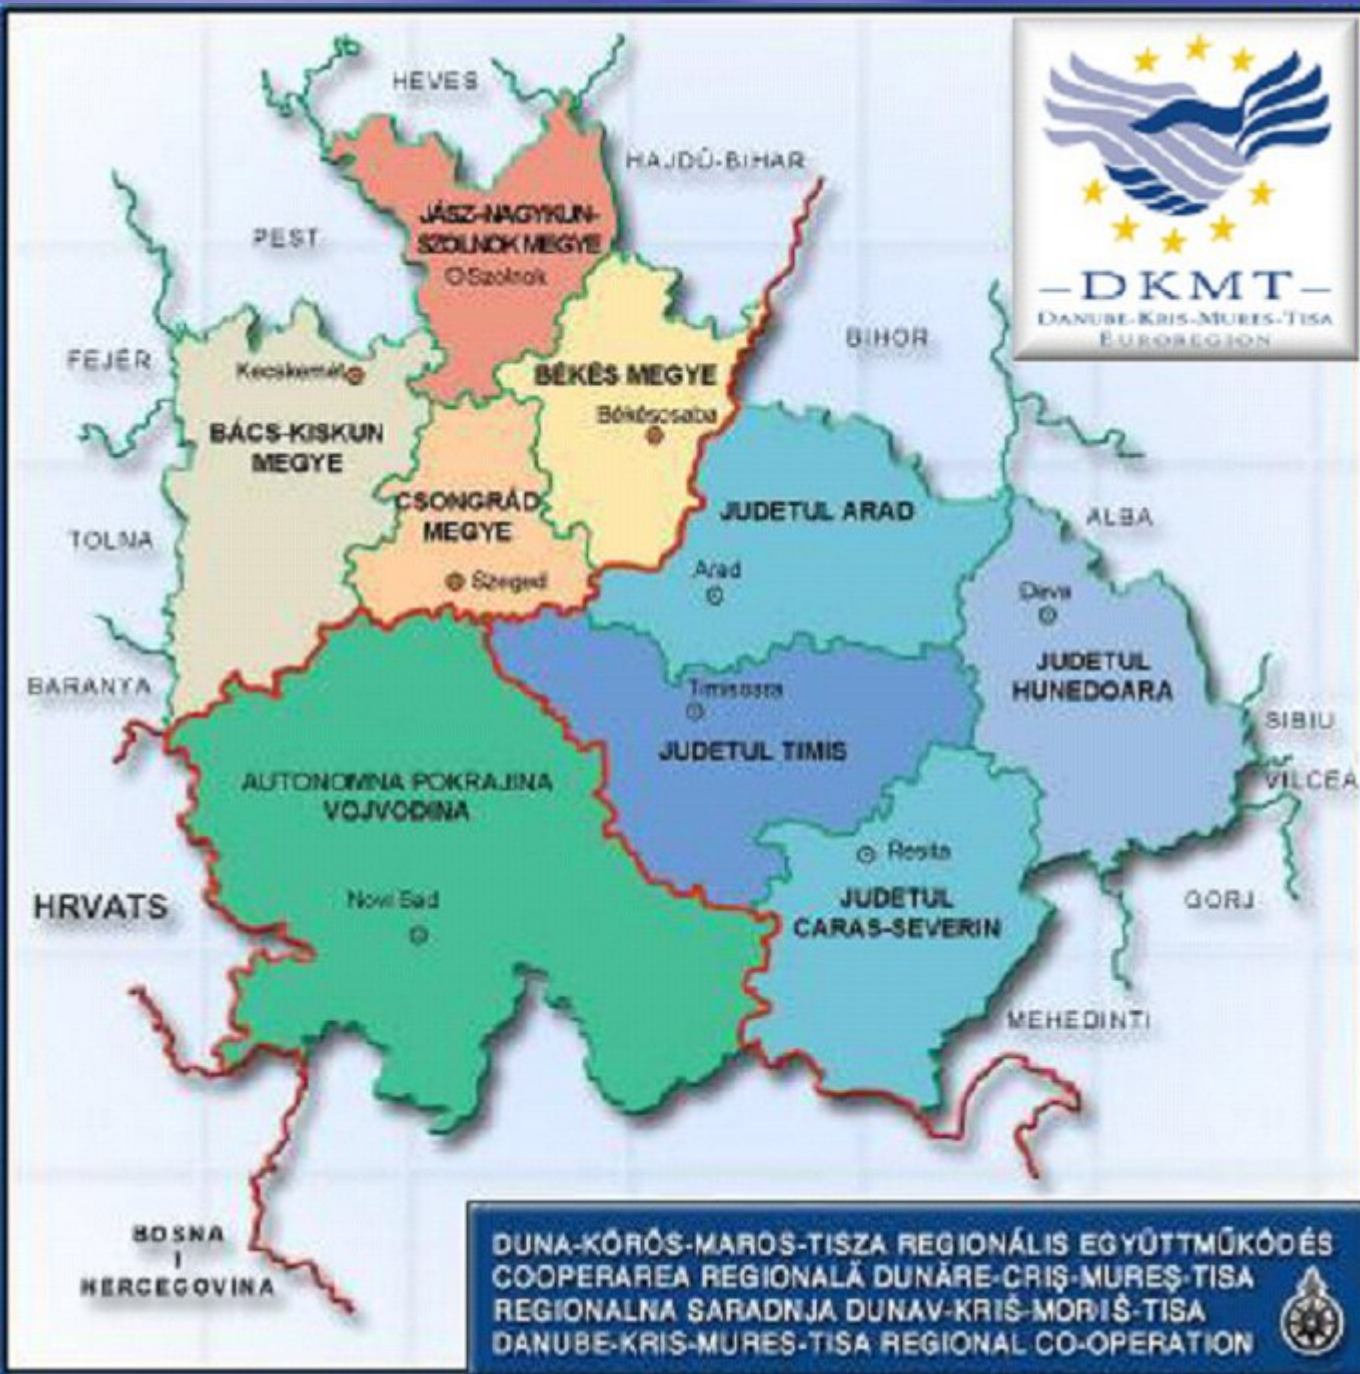 HEVES
HAJDÚ-BIHAR
PEST
JÁSZ-NAGYKUN-
SZOLNOK MEGYE
Szolnok
DKMT
DANUBE-KRIS-MURES-TISA
EUROREGION
BIHOR
FEJÉR
Kecskemét
BÉKÉS MEGYE
Békéscsaba
BÁCS-KISKUN
MEGYE
CSONGRÁD
MEGYE
JUDETUL ARAD
ALBA
TOLNA
Szeged
Arad
Deva
JUDETUL
HUNEDOARA
BARANYA
Timisoara
SIBIU
JUDETUL TIMIS
VILCEA
AUTONOMNA POKRAJINA
VOJVODINA
Resita
HRVATS
Novi Sad
JUDETUL
CARAS-SEVERIN
GORJ
MEHEDINTI
BOSNA
I
HERCEGOVINA
DUNA-KÖRÖS-MAROS-TISZA REGIONÁLIS EGYÜTTMŰKÖDÉS
COOPERAREA REGIONALĂ DUNĂRE-CRIŞ-MUREŞ-TISA
REGIONALNA SARADNJA DUNAV-KRIŠ-MORIŠ-TISA
DANUBE-KRIS-MURES-TISA REGIONAL CO-OPERATION